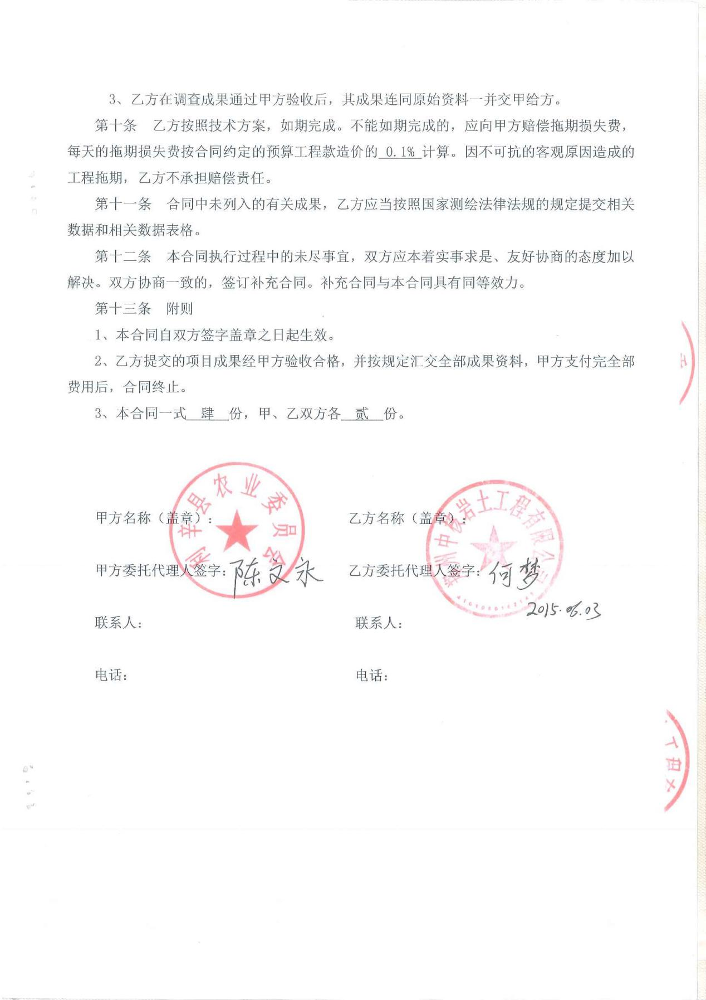 3、乙方在调查成果通过甲方验收后，其成果连同原始资料一并交甲给方。
第十条　乙方按照技术方案，如期完成。不能如期完成的，应向甲方赔偿拖期损失费，
每天的拖期损失费按合同约定的预算工程款造价的 0.1% 计算。因不可抗的客观原因造成的
工程拖期，乙方不承担赔偿责任。
第十一条　合同中未列入的有关成果，乙方应当按照国家测绘法律法规的规定提交相关
数据和相关数据表格。
第十二条　本合同执行过程中的未尽事宜，双方应本着实事求是、友好协商的态度加以
解决。双方协商一致的，签订补充合同。补充合同与本合同具有同等效力。
第十三条　附则
1、本合同自双方签字盖章之日起生效。
2、乙方提交的项目成果经甲方验收合格，并按规定汇交全部成果资料，甲方支付完全部
费用后，合同终止。
3、本合同一式 肆 份，甲、乙双方各 贰 份。
利辛县农业委员会
郑州中核岩土工程有限公司
甲方名称（盖章）：　乙方名称（盖章）：
甲方委托代理人签字：陈文永　乙方委托代理人签字：何梦
2015.06.03
联系人：　联系人：
电话：　电话：